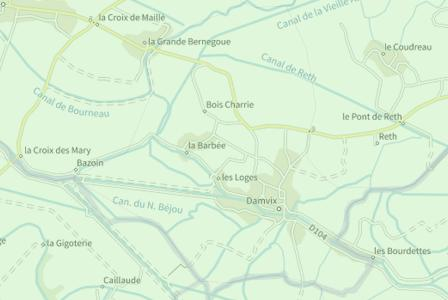 la Croix de Maillé
Canal de la Vieille
la Grande Bernegoue
le Coudreau
Canal de Reth
Canal de Bourneau
Bois Charrie
le Pont de Reth
Reth
la Croix des Mary
la Barbée
Bazoin
les Loges
Can. du N. Béjou
Damvix
D104
la Gigoterie
les Bourdettes
Caillaude